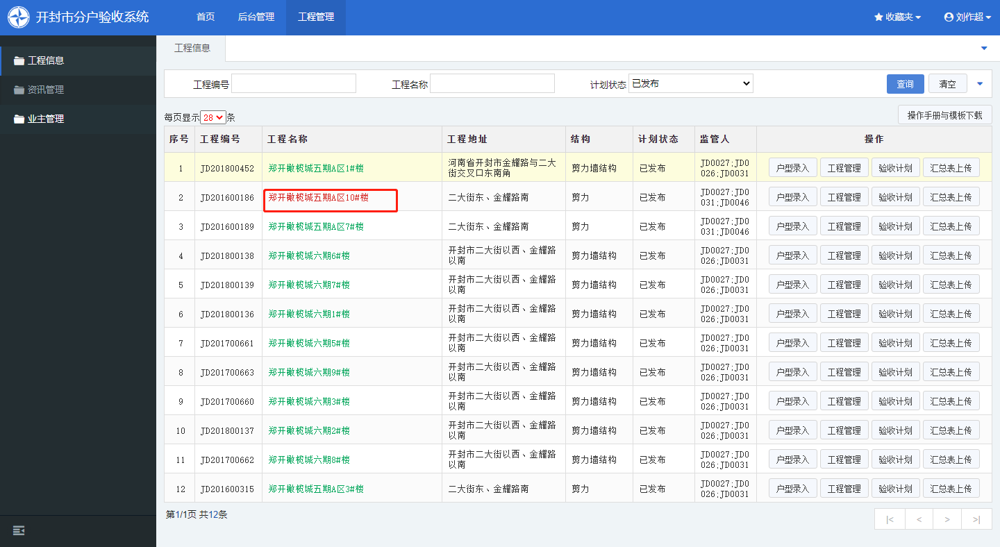 开封市分户验收系统 首页 后台管理 工程管理 收藏夹 刘作超
工程信息
资讯管理
业主管理
工程信息
工程编号 工程名称 计划状态 已发布 查询 清空
每页显示 28 条 操作手册与模板下载
序号 工程编号 工程名称 工程地址 结构 计划状态 监管人 操作
1 JD201800452 郑开橄榄城五期A区1#楼 河南省开封市金耀路与二大 剪力墙结构 已发布 JD0027;JD0 户型录入 工程管理 验收计划 汇总表上传
街交叉口东南角 026;JD0031
2 JD201600186 郑开橄榄城五期A区10#楼 二大街东、金耀路南 剪力 已发布 JD0027;JD0 户型录入 工程管理 验收计划 汇总表上传
031;JD0046
3 JD201600189 郑开橄榄城五期A区7#楼 二大街东、金耀路南 剪力 已发布 JD0027;JD0 户型录入 工程管理 验收计划 汇总表上传
031;JD0046
4 JD201800138 郑开橄榄城六期6#楼 开封市二大街以西、金耀路 剪力墙结构 已发布 JD0027;JD0 户型录入 工程管理 验收计划 汇总表上传
以南 026;JD0031
5 JD201800139 郑开橄榄城六期7#楼 开封市二大街以西、金耀路 剪力墙结构 已发布 JD0027;JD0 户型录入 工程管理 验收计划 汇总表上传
以南 026;JD0031
6 JD201800136 郑开橄榄城六期1#楼 开封市二大街以西、金耀路 剪力墙结构 已发布 JD0027;JD0 户型录入 工程管理 验收计划 汇总表上传
以南 026;JD0031
7 JD201700661 郑开橄榄城六期5#楼 开封市二大街以西、金耀路 剪力墙结构 已发布 JD0027;JD0 户型录入 工程管理 验收计划 汇总表上传
以南 026;JD0031
8 JD201700663 郑开橄榄城六期9#楼 开封市二大街以西、金耀路 剪力墙结构 已发布 JD0027;JD0 户型录入 工程管理 验收计划 汇总表上传
以南 026;JD0031
9 JD201700660 郑开橄榄城六期3#楼 开封市二大街以西、金耀路 剪力墙结构 已发布 JD0027;JD0 户型录入 工程管理 验收计划 汇总表上传
以南 026;JD0031
10 JD201800137 郑开橄榄城六期2#楼 开封市二大街以西、金耀路 剪力墙结构 已发布 JD0027;JD0 户型录入 工程管理 验收计划 汇总表上传
以南 026;JD0031
11 JD201700662 郑开橄榄城六期8#楼 开封市二大街以西、金耀路 剪力墙结构 已发布 JD0027;JD0 户型录入 工程管理 验收计划 汇总表上传
以南 026;JD0031
12 JD201600315 郑开橄榄城五期A区3#楼 二大街东、金耀路南 剪力 已发布 JD0027;JD0 户型录入 工程管理 验收计划 汇总表上传
026;JD0031
第1/1页 共12条 |< < > >|